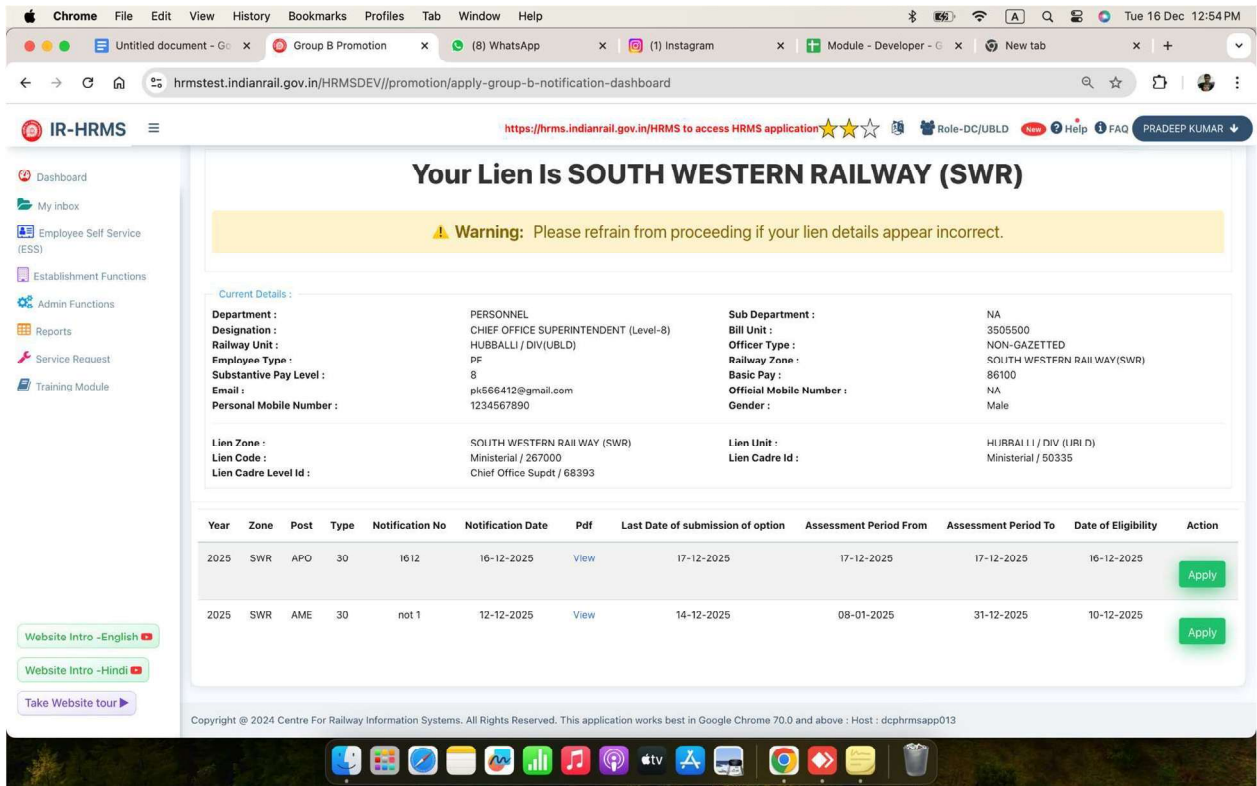 Chrome File Edit View History Bookmarks Profiles Tab Window Help A Tue 16 Dec 12:54 PM
Untitled document - Go Group B Promotion (8) WhatsApp (1) Instagram Module - Developer - G New tab
hrmstest.indianrail.gov.in/HRMSDEV//promotion/apply-group-b-notification-dashboard
IR-HRMS https://hrms.indianrail.gov.in/HRMS to access HRMS application Role-DC/UBLD New Help FAQ PRADEEP KUMAR
Dashboard
My inbox
Employee Self Service
(ESS)
Establishment Functions
Admin Functions
Reports
Service Request
Training Module
Website Intro -English
Website Intro -Hindi
Take Website tour
Your Lien Is SOUTH WESTERN RAILWAY (SWR)
Warning: Please refrain from proceeding if your lien details appear incorrect.
Current Details :
Department : PERSONNEL Sub Department : NA
Designation : CHIEF OFFICE SUPERINTENDENT (Level-8) Bill Unit : 3505500
Railway Unit : HUBBALLI / DIV(UBLD) Officer Type : NON-GAZETTED
Employee Type : Railway Zone : SOUTH WESTERN RAILWAY(SWR)
Substantive Pay Level : 8 Basic Pay : 86100
Email : pk566412@gmail.com Official Mobile Number : NA
Personal Mobile Number : 1234567890 Gender : Male
Lien Zone : SOUTH WESTERN RAILWAY (SWR) Lien Unit : HUBBALLI / DIV (UBLD)
Lien Code : Ministerial / 267000 Lien Cadre Id : Ministerial / 50335
Lien Cadre Level Id : Chief Office Supdt / 68393
Year Zone Post Type Notification No Notification Date Pdf Last Date of submission of option Assessment Period From Assessment Period To Date of Eligibility Action
2025 SWR APO 30 1612 16-12-2025 View 17-12-2025 17-12-2025 17-12-2025 16-12-2025 Apply
2025 SWR AME 30 not 1 12-12-2025 View 14-12-2025 08-01-2025 31-12-2025 10-12-2025 Apply
Copyright @ 2024 Centre For Railway Information Systems. All Rights Reserved. This application works best in Google Chrome 70.0 and above : Host : dcphrmsapp013
tv